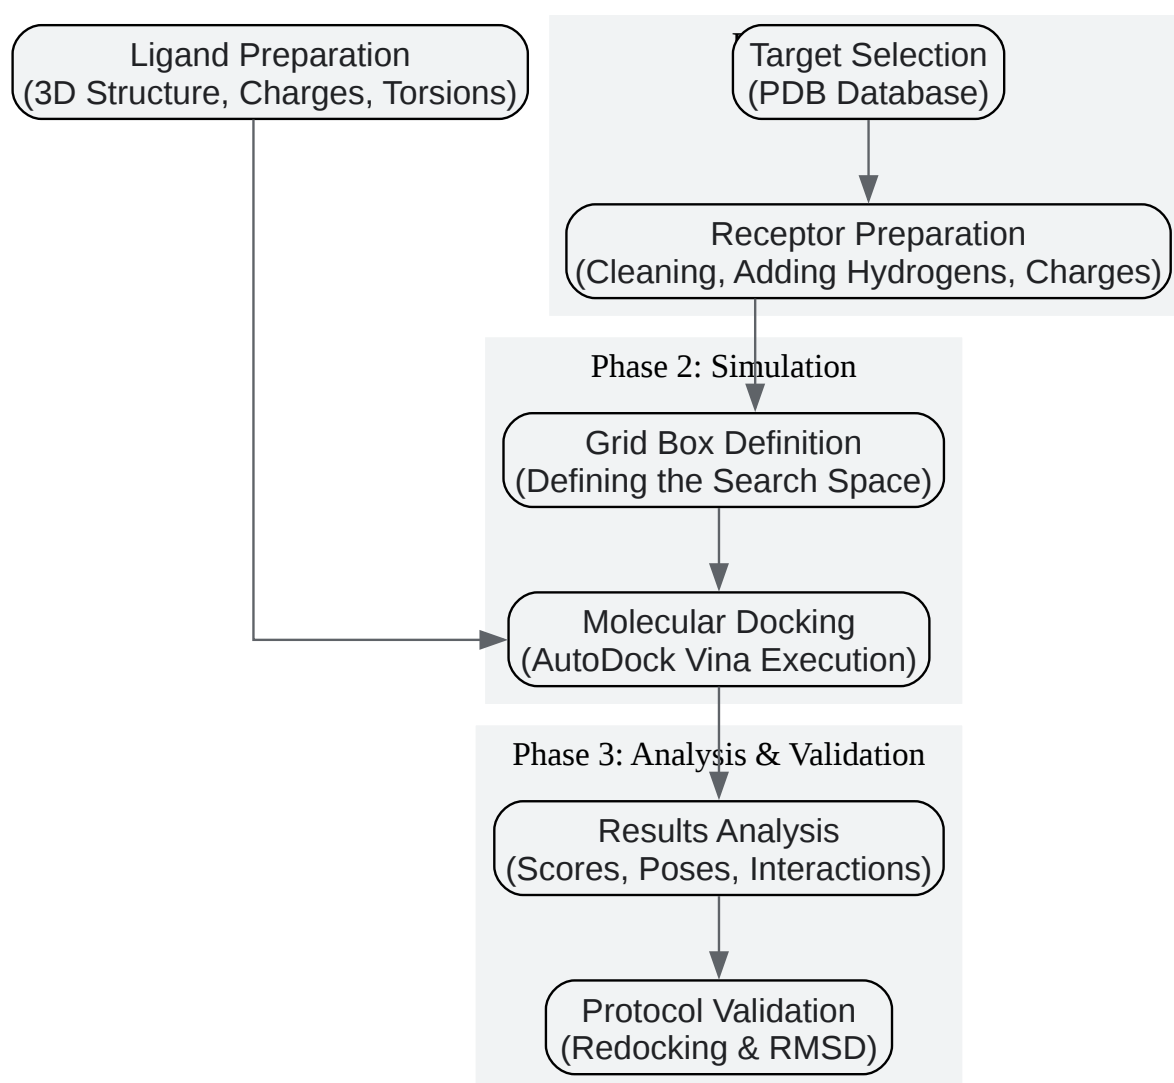 Ligand Preparation
(3D Structure, Charges, Torsions)
Target Selection
(PDB Database)
Receptor Preparation
(Cleaning, Adding Hydrogens, Charges)
Phase 2: Simulation
Grid Box Definition
(Defining the Search Space)
Molecular Docking
(AutoDock Vina Execution)
Phase 3: Analysis & Validation
Results Analysis
(Scores, Poses, Interactions)
Protocol Validation
(Redocking & RMSD)